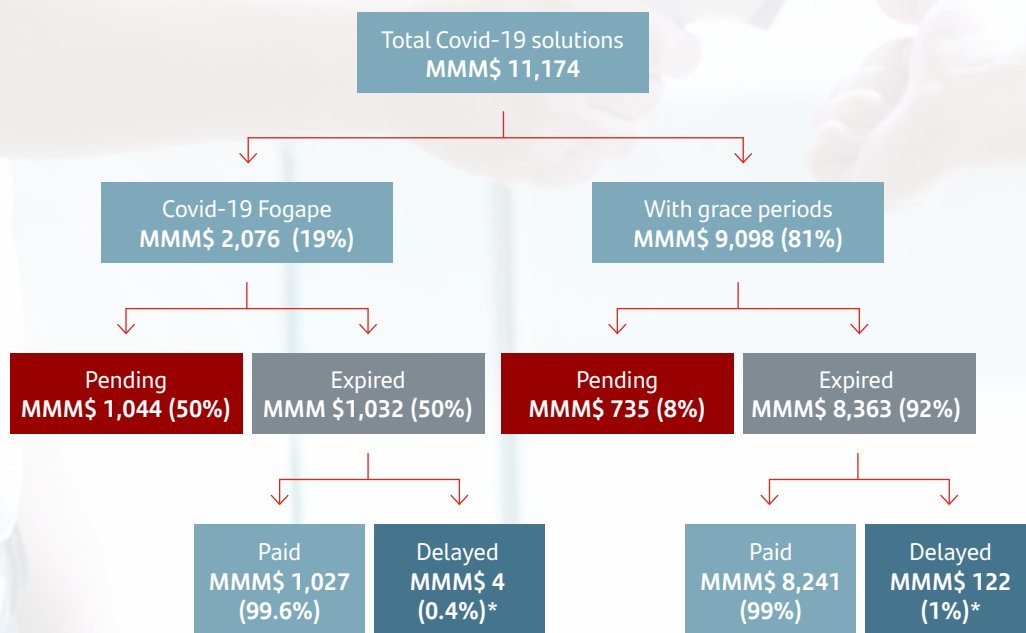 Total Covid-19 solutions
MMM$ 11,174
Covid-19 Fogape
MMM$ 2,076 (19%)
With grace periods
MMM$ 9,098 (81%)
Pending
MMM$ 1,044 (50%)
Expired
MMM $1,032 (50%)
Pending
MMM$ 735 (8%)
Expired
MMM$ 8,363 (92%)
Paid
MMM$ 1,027
(99.6%)
Delayed
MMM$ 4
(0.4%)*
Paid
MMM$ 8,241
(99%)
Delayed
MMM$ 122
(1%)*